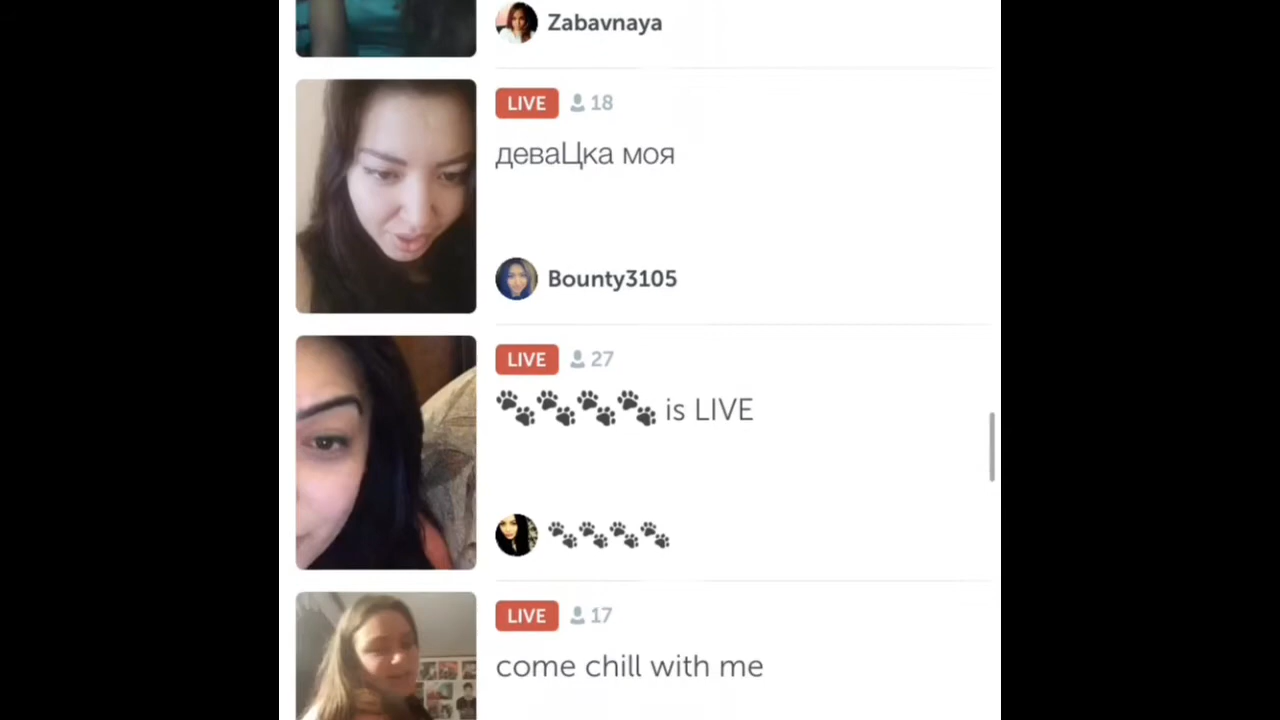 Zabavnaya
LIVE 18
деваЦка моя
Bounty3105
LIVE 27
🐾🐾🐾🐾 is LIVE
🐾🐾🐾🐾
LIVE 17
come chill with me